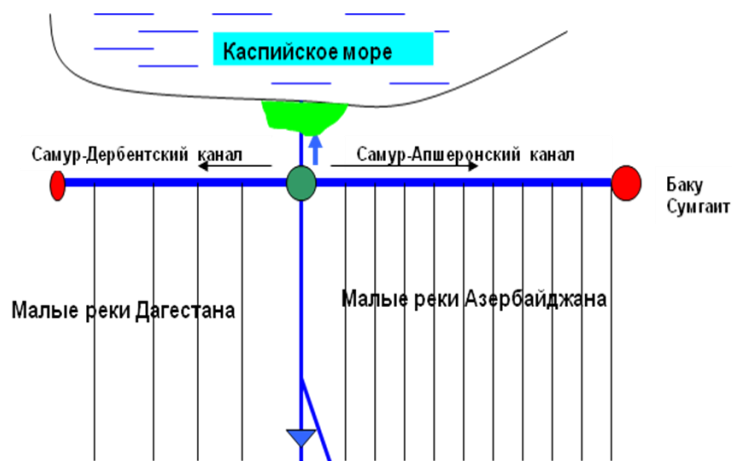 Каспийское море
Самур-Дербентский канал
Самур-Апшеронский канал
Баку
Сумгаит
Малые реки Дагестана
Малые реки Азербайджана